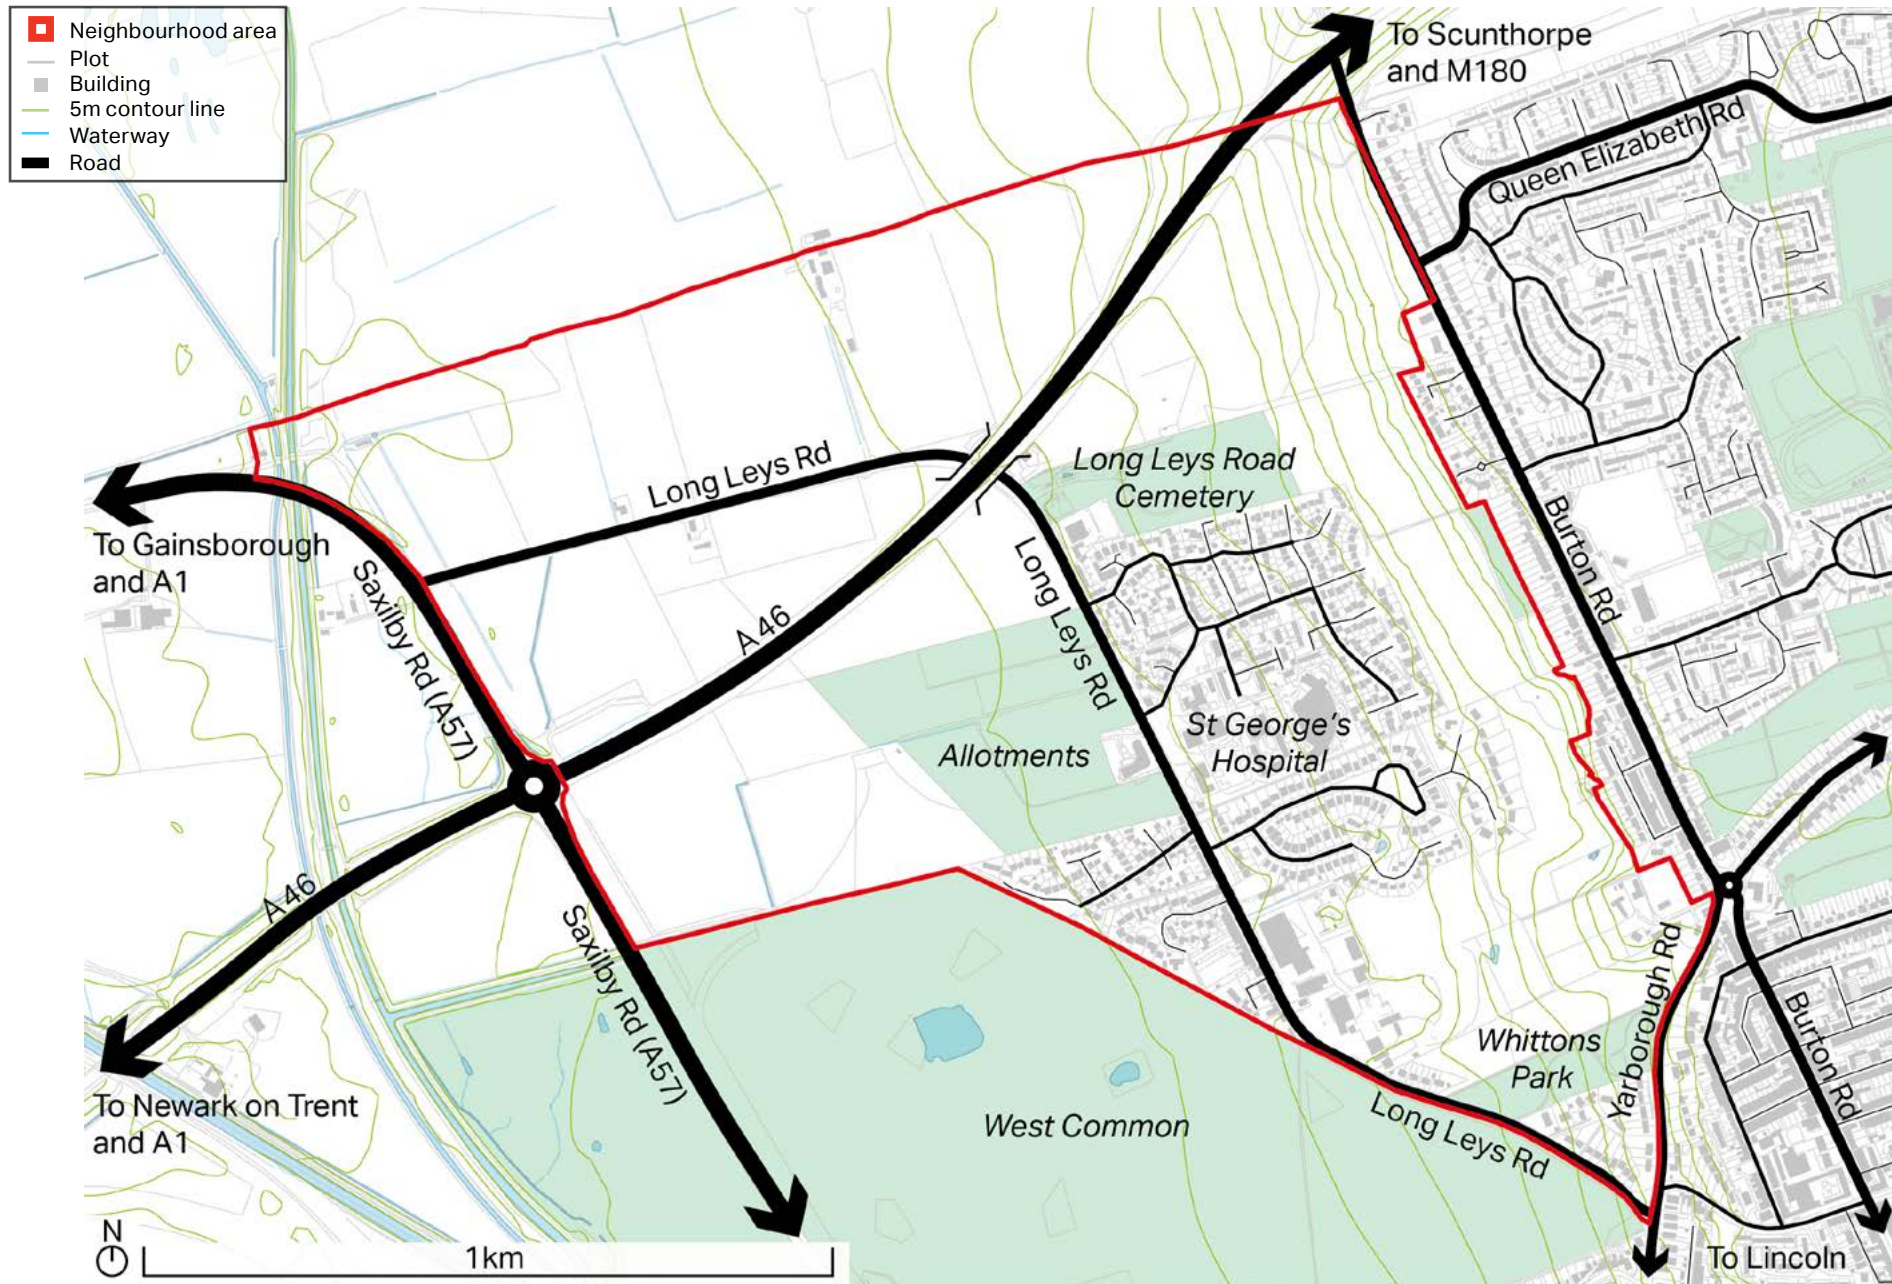 Neighbourhood area
Plot
Building
5m contour line
Waterway
Road
To Scunthorpe
and M180
Queen Elizabeth Rd
Long Leys Rd
Long Leys Road
Cemetery
To Gainsborough
and A1
Saxilby Rd (A57)
A 46
Long Leys Rd
Burton Rd
Allotments
St George's
Hospital
A 46
Saxilby Rd (A57)
Yarborough Rd
Burton Rd
Whittons
Park
To Newark on Trent
and A1
West Common
Long Leys Rd
N
1km
To Lincoln